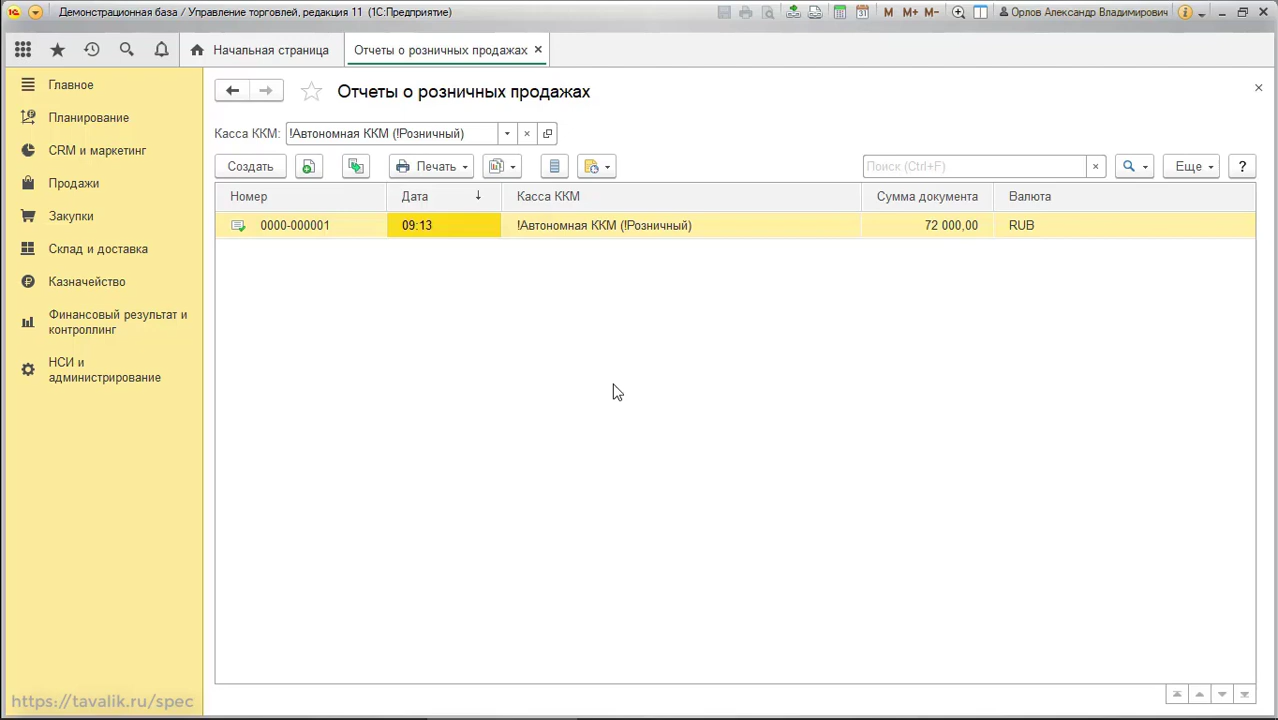 Демонстрационная база / Управление торговлей, редакция 11 (1С:Предприятие)
M M+ M- 31 Орлов Александр Владимирович
Начальная страница Отчеты о розничных продажах
Главное
Планирование
CRM и маркетинг
Продажи
Закупки
Склад и доставка
Казначейство
Финансовый результат и
контроллинг
НСИ и
администрирование
Отчеты о розничных продажах
Касса ККМ: !Автономная ККМ (!Розничный)
Создать Печать Поиск (Ctrl+F) Еще ?
Номер Дата Касса ККМ Сумма документа Валюта
0000-000001 09:13 !Автономная ККМ (!Розничный) 72 000,00 RUB
https://tavalik.ru/spec